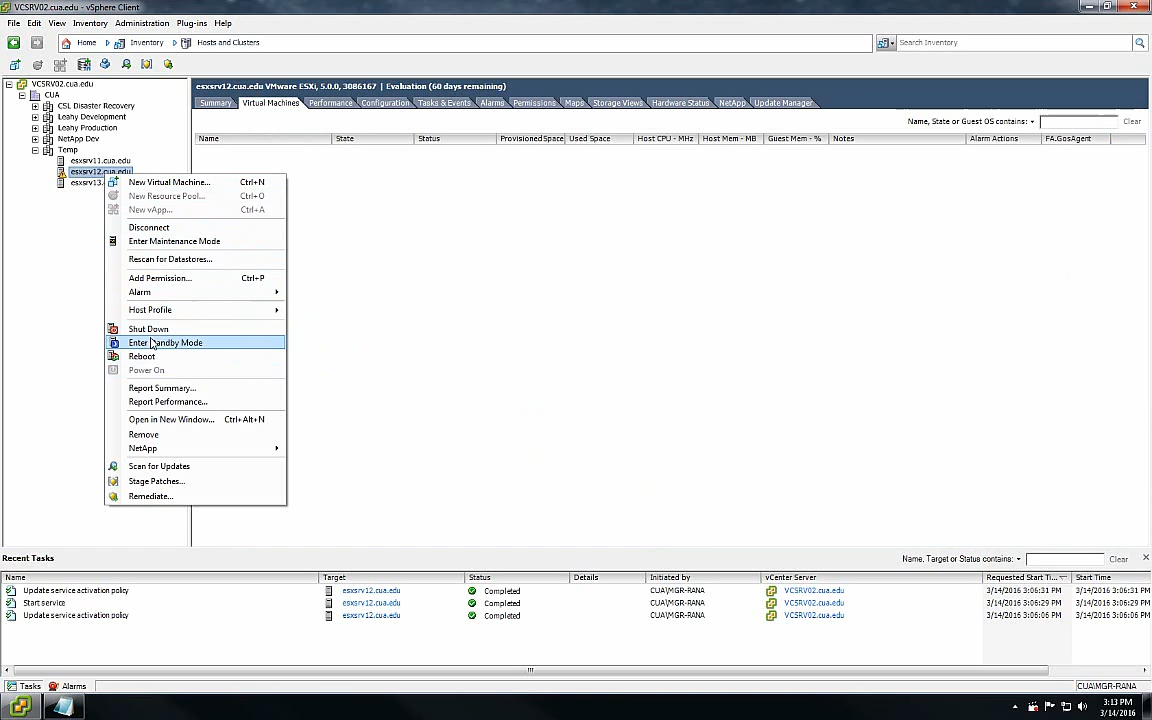 VCSRV02.cua.edu - vSphere Client
File Edit View Inventory Administration Plug-ins Help
Home Inventory Hosts and Clusters Search Inventory
VCSRV02.cua.edu
CUA
CSL Disaster Recovery
Leahy Development
Leahy Production
NetApp Dev
Temp
esxsrv11.cua.edu
esxsrv12.cua.edu
esxsrv13.
esxsrv12.cua.edu VMware ESXi, 5.0.0, 3086167 | Evaluation (60 days remaining)
Summary Virtual Machines Performance Configuration Tasks & Events Alarms Permissions Maps Storage Views Hardware Status NetApp Update Manager
Name, State or Guest OS contains: Clear
Name State Status Provisioned Space Used Space Host CPU - MHz Host Mem - MB Guest Mem - % Notes Alarm Actions FA.GosAgent
New Virtual Machine... Ctrl+N
New Resource Pool... Ctrl+O
New vApp... Ctrl+A
Disconnect
Enter Maintenance Mode
Rescan for Datastores...
Add Permission... Ctrl+P
Alarm
Host Profile
Shut Down
Enter Standby Mode
Reboot
Power On
Report Summary...
Report Performance...
Open in New Window... Ctrl+Alt+N
Remove
NetApp
Scan for Updates
Stage Patches...
Remediate...
Recent Tasks
Name, Target or Status contains: Clear
Name Target Status Details Initiated by vCenter Server Requested Start Ti... Start Time
Update service activation policy esxsrv12.cua.edu Completed CUA\MGR-RANA VCSRV02.cua.edu 3/14/2016 3:06:31 PM 3/14/2016 3:06:31 PM
Start service esxsrv12.cua.edu Completed CUA\MGR-RANA VCSRV02.cua.edu 3/14/2016 3:06:29 PM 3/14/2016 3:06:29 PM
Update service activation policy esxsrv12.cua.edu Completed CUA\MGR-RANA VCSRV02.cua.edu 3/14/2016 3:06:06 PM 3/14/2016 3:06:06 PM
Tasks Alarms CUA\MGR-RANA
3:13 PM
3/14/2016